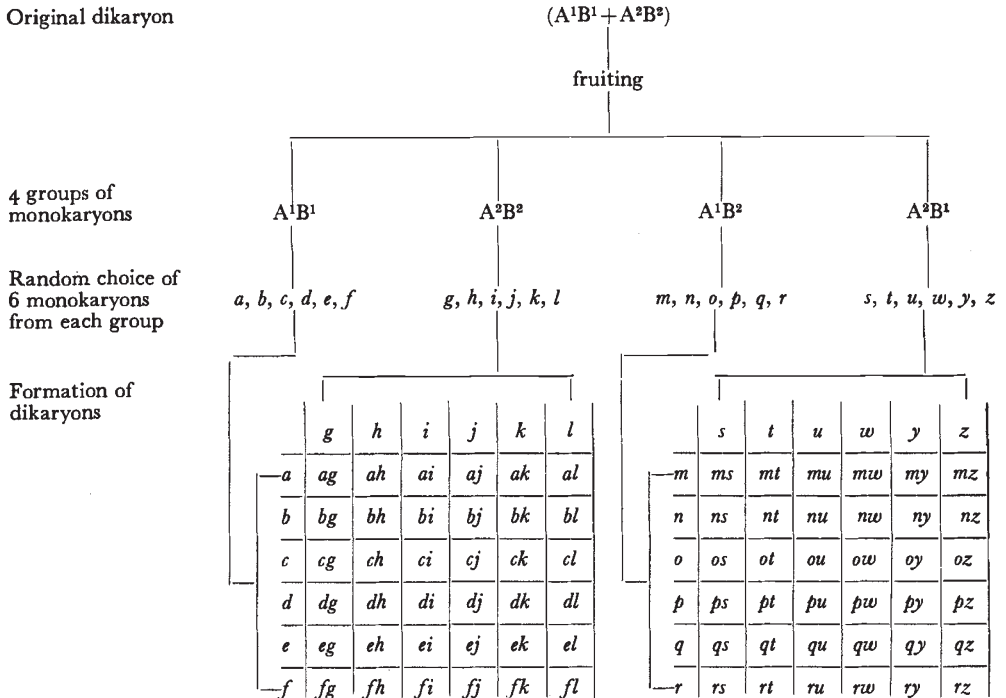 Original dikaryon (A¹B¹+A²B²)
fruiting
4 groups of
monokaryons A¹B¹ A²B² A¹B² A²B¹
Random choice of
6 monokaryons a, b, c, d, e, f g, h, i, j, k, l m, n, o, p, q, r s, t, u, w, y, z
from each group
Formation of
dikaryons
g h i j k l s t u w y z
a ag ah ai aj ak al m ms mt mu mw my mz
b bg bh bi bj bk bl n ns nt nu nw ny nz
c cg ch ci cj ck cl o os ot ou ow oy oz
d dg dh di dj dk dl p ps pt pu pw py pz
e eg eh ei ej ek el q qs qt qu qw qy qz
f fg fh fi fj fk fl r rs rt ru rw ry rz